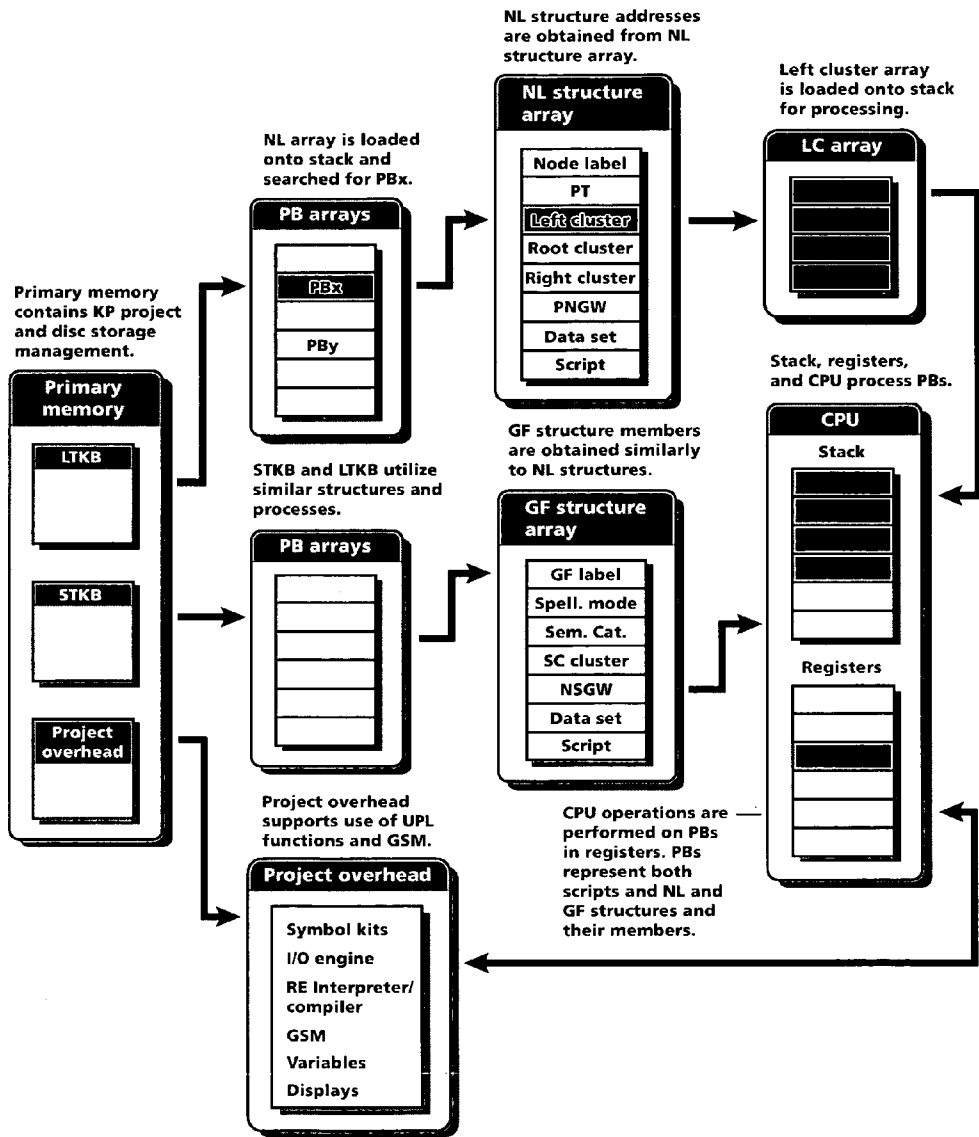 NL structure addresses
are obtained from NL
structure array.
NL structure
array
Node label
PT
Left cluster
Root cluster
Right cluster
PNGW
Data set
Script
Left cluster array
is loaded onto stack
for processing.
LC array
NL array is loaded
onto stack and
searched for PBx.
PB arrays
PBx
PBy
Primary memory
contains KP project
and disc storage
management.
Primary
memory
LTKB
STKB
Project
overhead
STKB and LTKB utilize
similar structures and
processes.
PB arrays
GF structure members
are obtained similarly
to NL structures.
GF structure
array
GF label
Spell. mode
Sem. Cat.
SC cluster
NSGW
Data set
Script
Stack, registers,
and CPU process PBs.
CPU
Stack
Registers
CPU operations are
performed on PBs
in registers. PBs
represent both
scripts and NL and
GF structures and
their members.
Project overhead
supports use of UPL
functions and GSM.
Project overhead
Symbol kits
I/O engine
RE Interpreter/
compiler
GSM
Variables
Displays